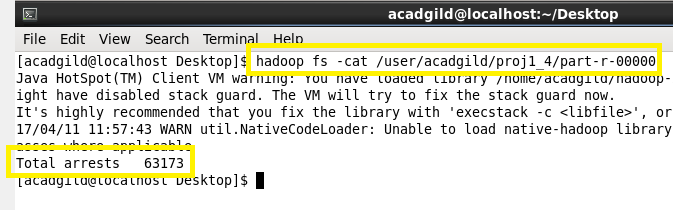 acadgild@localhost:~/Desktop
File Edit View Search Terminal Help
[acadgild@localhost Desktop]$ hadoop fs -cat /user/acadgild/proj1_4/part-r-00000
Java HotSpot(TM) Client VM warning: You have loaded library /home/acadgild/hadoop-
ight have disabled stack guard. The VM will try to fix the stack guard now.
It's highly recommended that you fix the library with 'execstack -c <libfile>', or
17/04/11 11:57:43 WARN util.NativeCodeLoader: Unable to load native-hadoop library
asses where applicable
Total arrests 63173
[acadgild@localhost Desktop]$